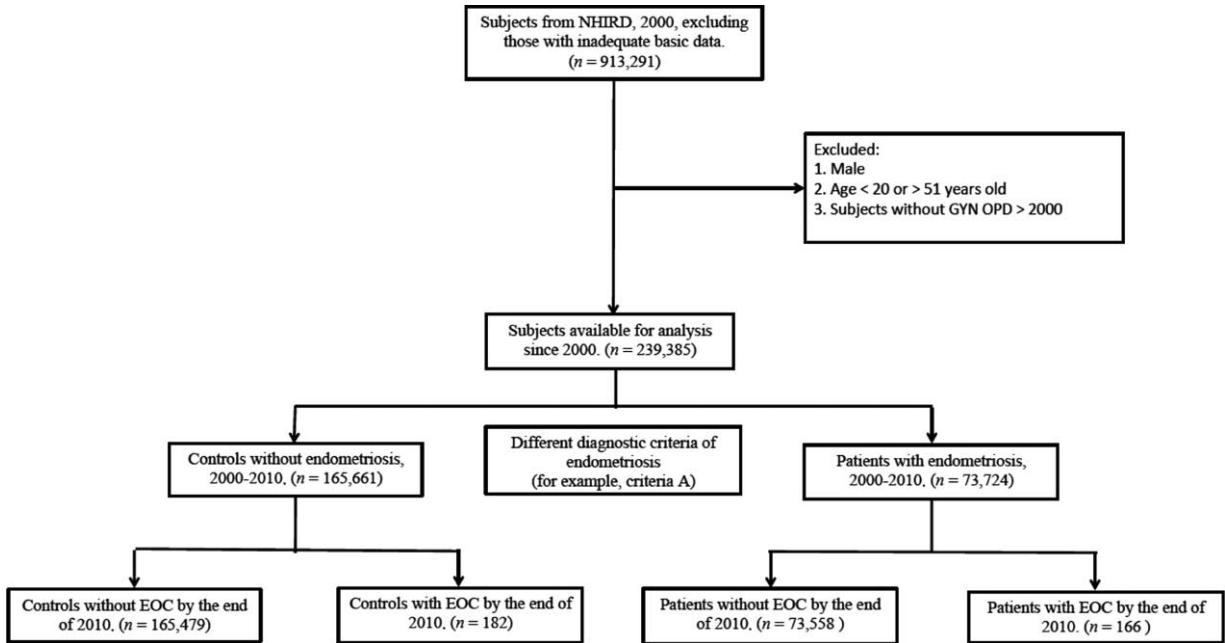 Subjects from NHIRD, 2000, excluding
those with inadequate basic data.
(n = 913,291)
Excluded:
1. Male
2. Age < 20 or > 51 years old
3. Subjects without GYN OPD > 2000
Subjects available for analysis
since 2000. (n = 239,385)
Controls without endometriosis,
2000-2010. (n = 165,661)
Different diagnostic criteria of
endometriosis
(for example, criteria A)
Patients with endometriosis,
2000-2010. (n = 73,724)
Controls without EOC by the end
of 2010. (n = 165,479)
Controls with EOC by the end of
2010. (n = 182)
Patients without EOC by the end
of 2010. (n = 73,558 )
Patients with EOC by the end of
2010. (n = 166 )